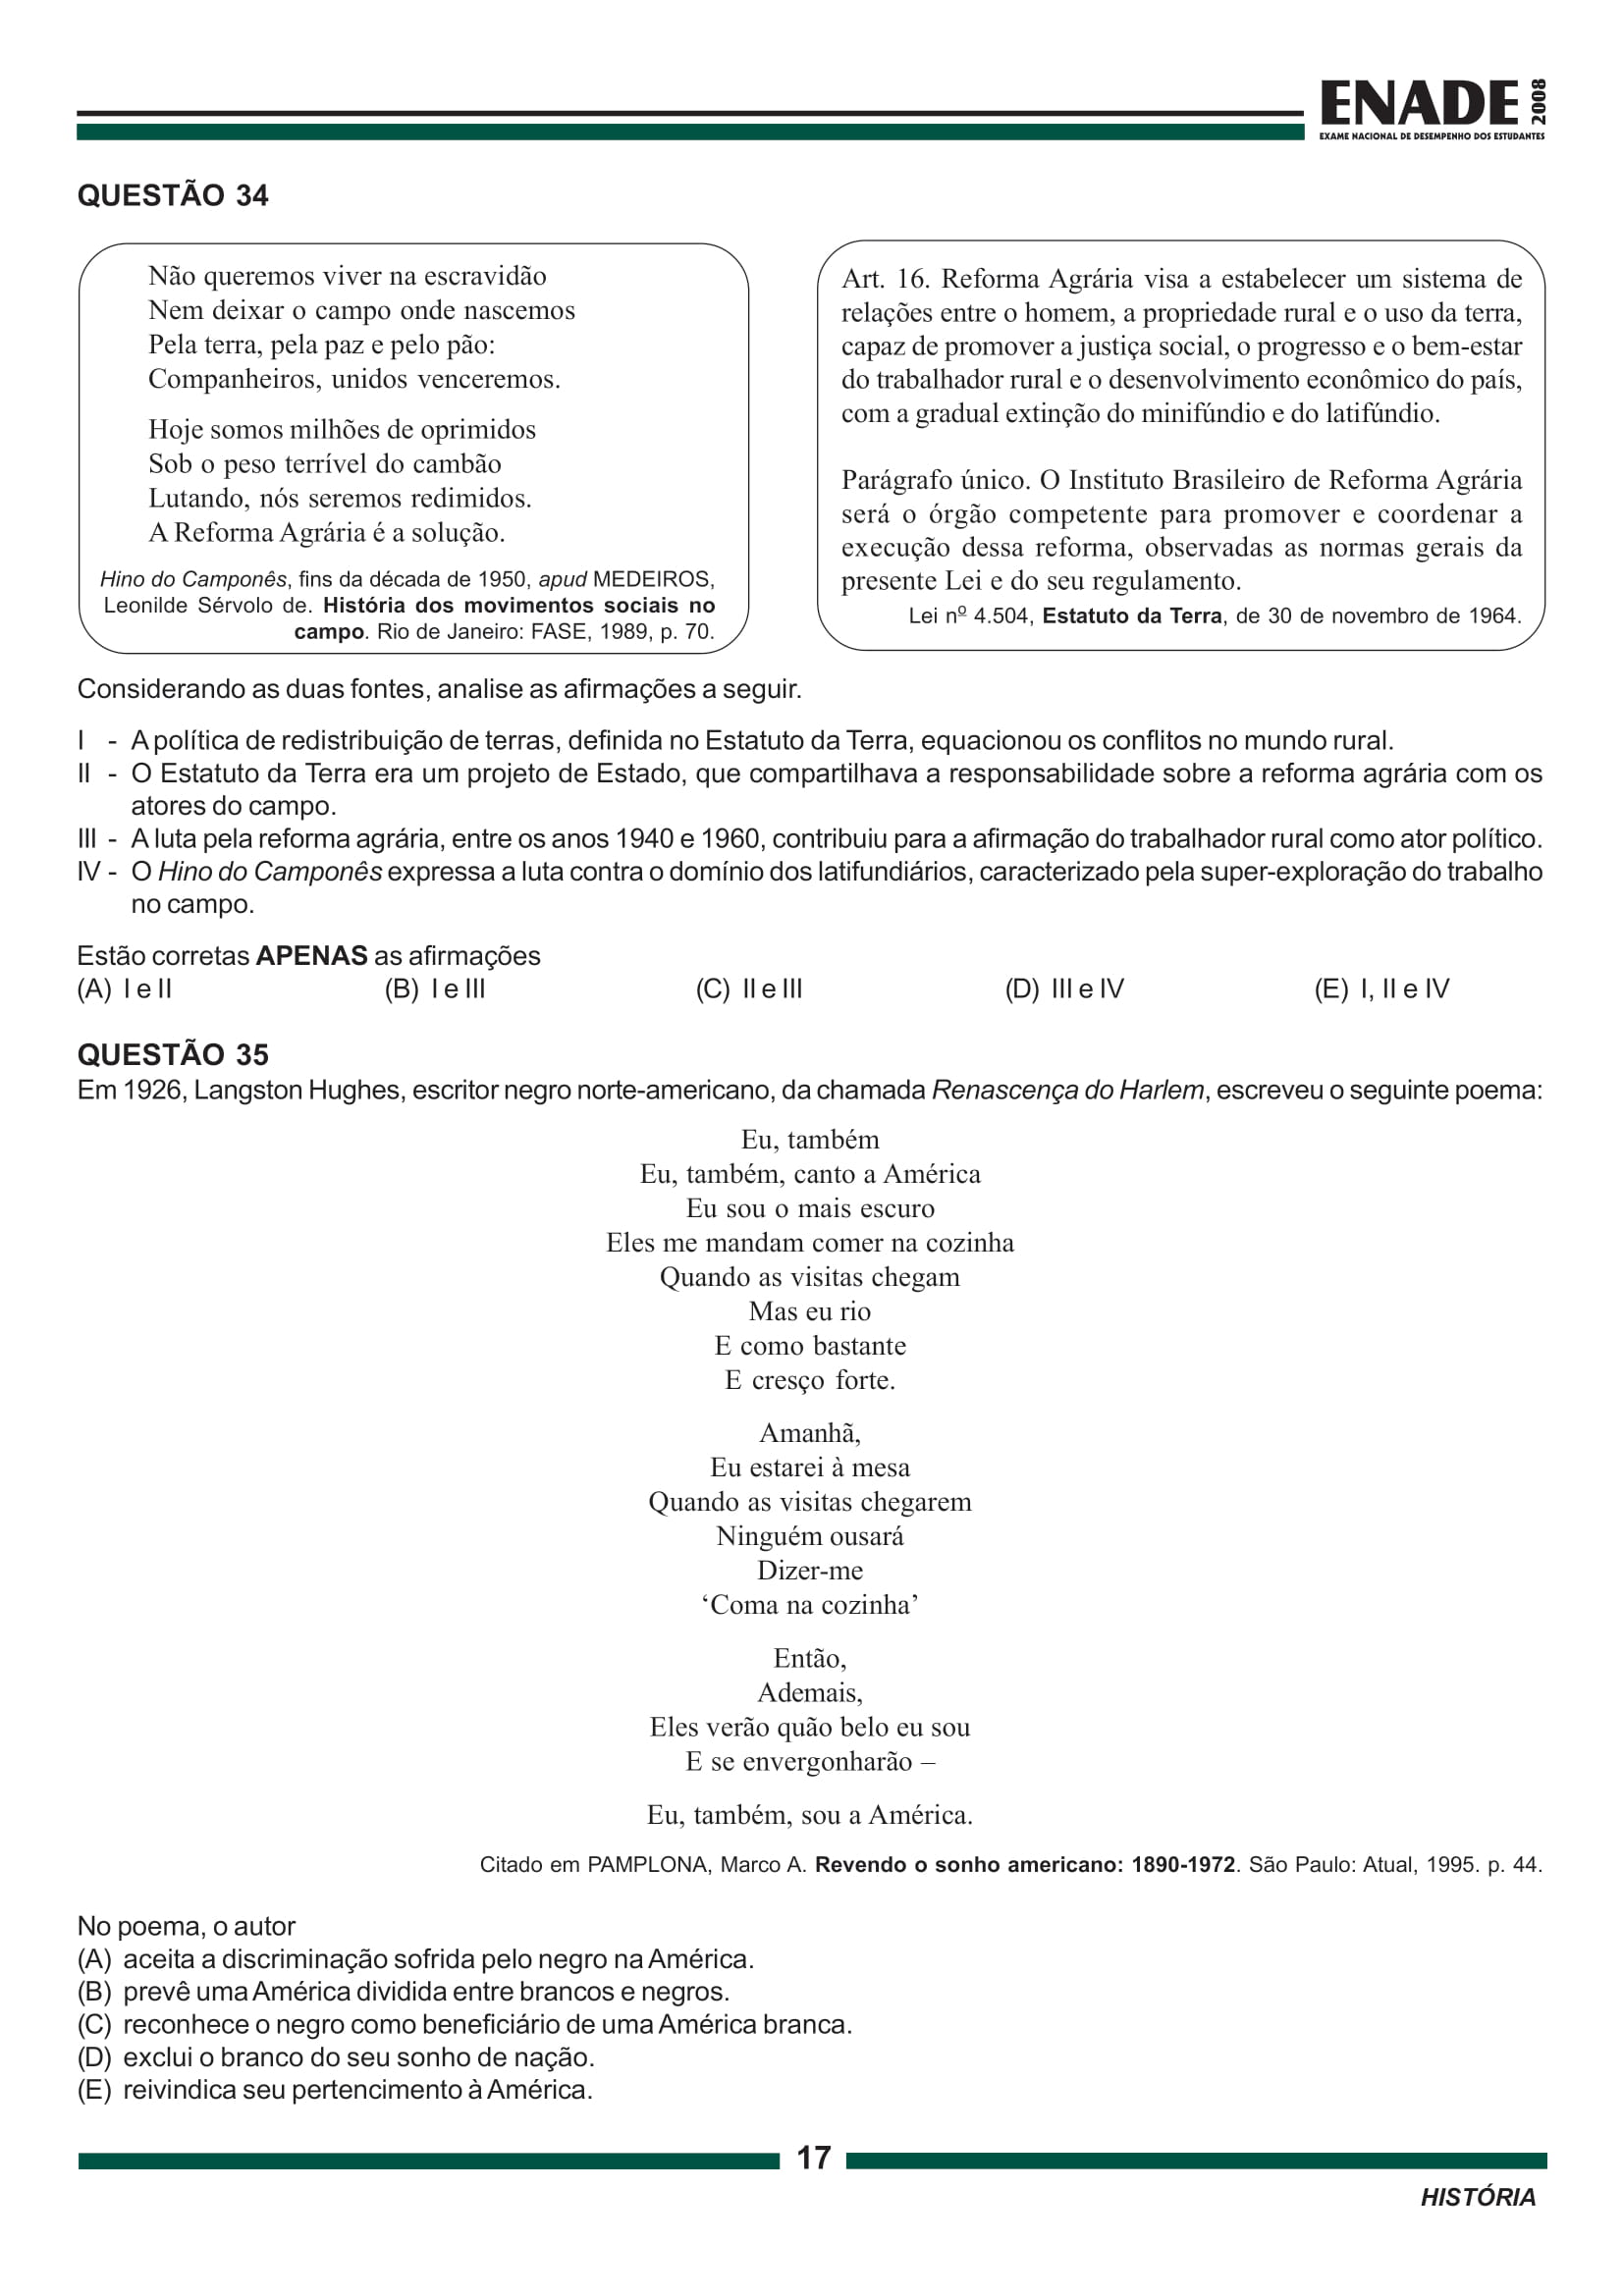 ENADE 2008
EXAME NACIONAL DE DESEMPENHO DOS ESTUDANTES
QUESTÃO 34
Não queremos viver na escravidão
Nem deixar o campo onde nascemos
Pela terra, pela paz e pelo pão:
Companheiros, unidos venceremos.
Hoje somos milhões de oprimidos
Sob o peso terrível do cambão
Lutando, nós seremos redimidos.
A Reforma Agrária é a solução.
Hino do Camponês, fins da década de 1950, apud MEDEIROS,
Leonilde Sérvolo de. História dos movimentos sociais no
campo. Rio de Janeiro: FASE, 1989, p. 70.
Art. 16. Reforma Agrária visa a estabelecer um sistema de
relações entre o homem, a propriedade rural e o uso da terra,
capaz de promover a justiça social, o progresso e o bem-estar
do trabalhador rural e o desenvolvimento econômico do país,
com a gradual extinção do minifúndio e do latifúndio.
Parágrafo único. O Instituto Brasileiro de Reforma Agrária
será o órgão competente para promover e coordenar a
execução dessa reforma, observadas as normas gerais da
presente Lei e do seu regulamento.
Lei nº 4.504, Estatuto da Terra, de 30 de novembro de 1964.
Considerando as duas fontes, analise as afirmações a seguir.
I - A política de redistribuição de terras, definida no Estatuto da Terra, equacionou os conflitos no mundo rural.
II - O Estatuto da Terra era um projeto de Estado, que compartilhava a responsabilidade sobre a reforma agrária com os
atores do campo.
III - A luta pela reforma agrária, entre os anos 1940 e 1960, contribuiu para a afirmação do trabalhador rural como ator político.
IV - O Hino do Camponês expressa a luta contra o domínio dos latifundiários, caracterizado pela super-exploração do trabalho
no campo.
Estão corretas APENAS as afirmações
(A) I e II (B) I e III (C) II e III (D) III e IV (E) I, II e IV
QUESTÃO 35
Em 1926, Langston Hughes, escritor negro norte-americano, da chamada Renascença do Harlem, escreveu o seguinte poema:
Eu, também
Eu, também, canto a América
Eu sou o mais escuro
Eles me mandam comer na cozinha
Quando as visitas chegam
Mas eu rio
E como bastante
E cresço forte.
Amanhã,
Eu estarei à mesa
Quando as visitas chegarem
Ninguém ousará
Dizer-me
‘Coma na cozinha’
Então,
Ademais,
Eles verão quão belo eu sou
E se envergonharão –
Eu, também, sou a América.
Citado em PAMPLONA, Marco A. Revendo o sonho americano: 1890-1972. São Paulo: Atual, 1995. p. 44.
No poema, o autor
(A) aceita a discriminação sofrida pelo negro na América.
(B) prevê uma América dividida entre brancos e negros.
(C) reconhece o negro como beneficiário de uma América branca.
(D) exclui o branco do seu sonho de nação.
(E) reivindica seu pertencimento à América.
17
HISTÓRIA